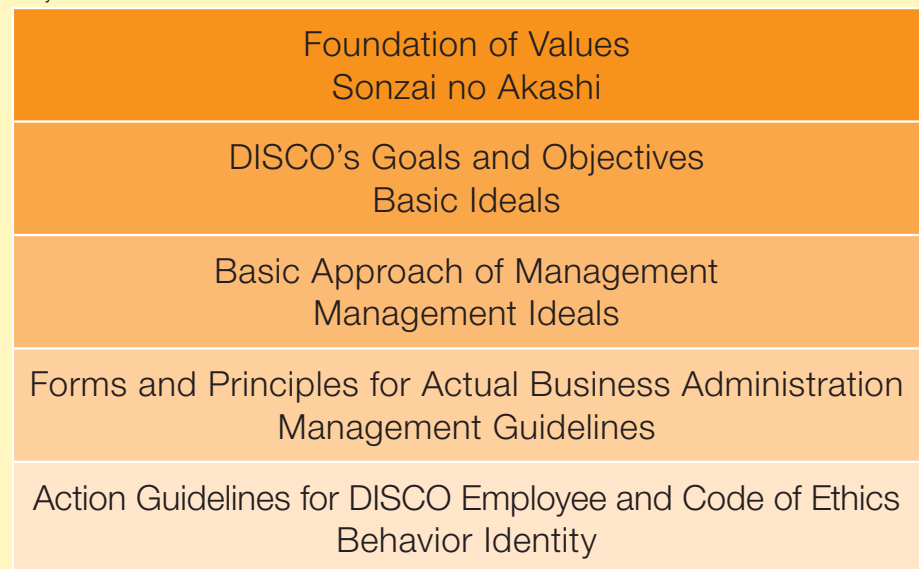 Foundation of Values
Sonzai no Akashi
DISCO’s Goals and Objectives
Basic Ideals
Basic Approach of Management
Management Ideals
Forms and Principles for Actual Business Administration
Management Guidelines
Action Guidelines for DISCO Employee and Code of Ethics
Behavior Identity